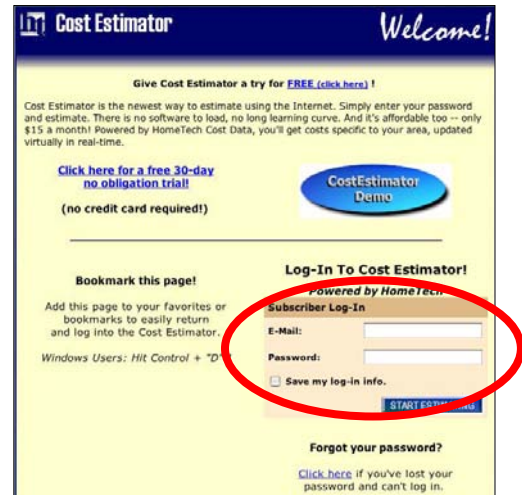 Cost Estimator
Welcome!
Give Cost Estimator a try for FREE (click here) !
Cost Estimator is the newest way to estimate using the Internet. Simply enter your password
and estimate. There is no software to load, no long learning curve. And it's affordable too -- only
$15 a month! Powered by HomeTech Cost Data, you'll get costs specific to your area, updated
virtually in real-time.
Click here for a free 30-day
no obligation trial!
(no credit card required!)
CostEstimator
Demo
Bookmark this page!
Add this page to your favorites or
bookmarks to easily return
and log into the Cost Estimator.
Windows Users: Hit Control + "D"
Log-In To Cost Estimator!
Powered by HomeTech
Subscriber Log-In
E-Mail:
Password:
Save my log-in info.
START ESTIMATING
Forgot your password?
Click here if you've lost your
password and can't log in.